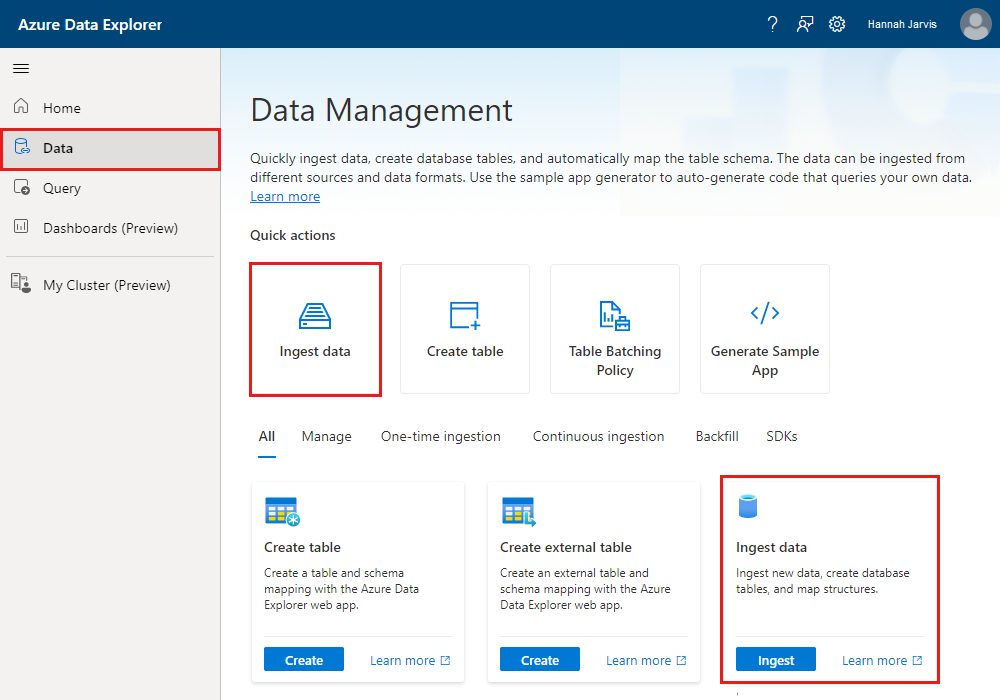 Azure Data Explorer
Hannah Jarvis
Home
Data
Query
Dashboards (Preview)
My Cluster (Preview)
Data Management
Quickly ingest data, create database tables, and automatically map the table schema. The data can be ingested from
different sources and data formats. Use the sample app generator to auto-generate code that queries your own data.
Learn more
Quick actions
Ingest data
Create table
Table Batching
Policy
Generate Sample
App
All
Manage
One-time ingestion
Continuous ingestion
Backfill
SDKs
Create table
Create a table and schema
mapping with the Azure Data
Explorer web app.
Create
Learn more
Create external table
Create an external table and
schema mapping with the Azure
Data Explorer web app.
Create
Learn more
Ingest data
Ingest new data, create database
tables, and map structures.
Ingest
Learn more